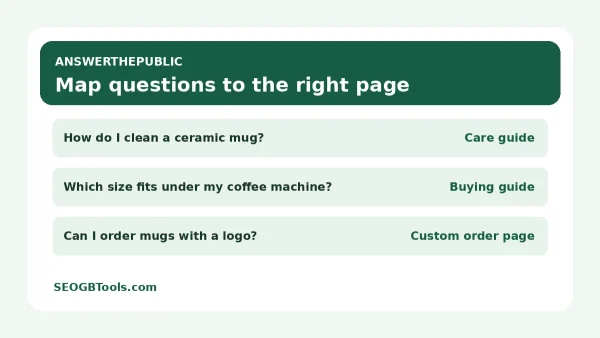 ANSWERTHEPUBLIC
Map questions to the right page
How do I clean a ceramic mug? Care guide
Which size fits under my coffee machine? Buying guide
Can I order mugs with a logo? Custom order page
SEOGBTools.com